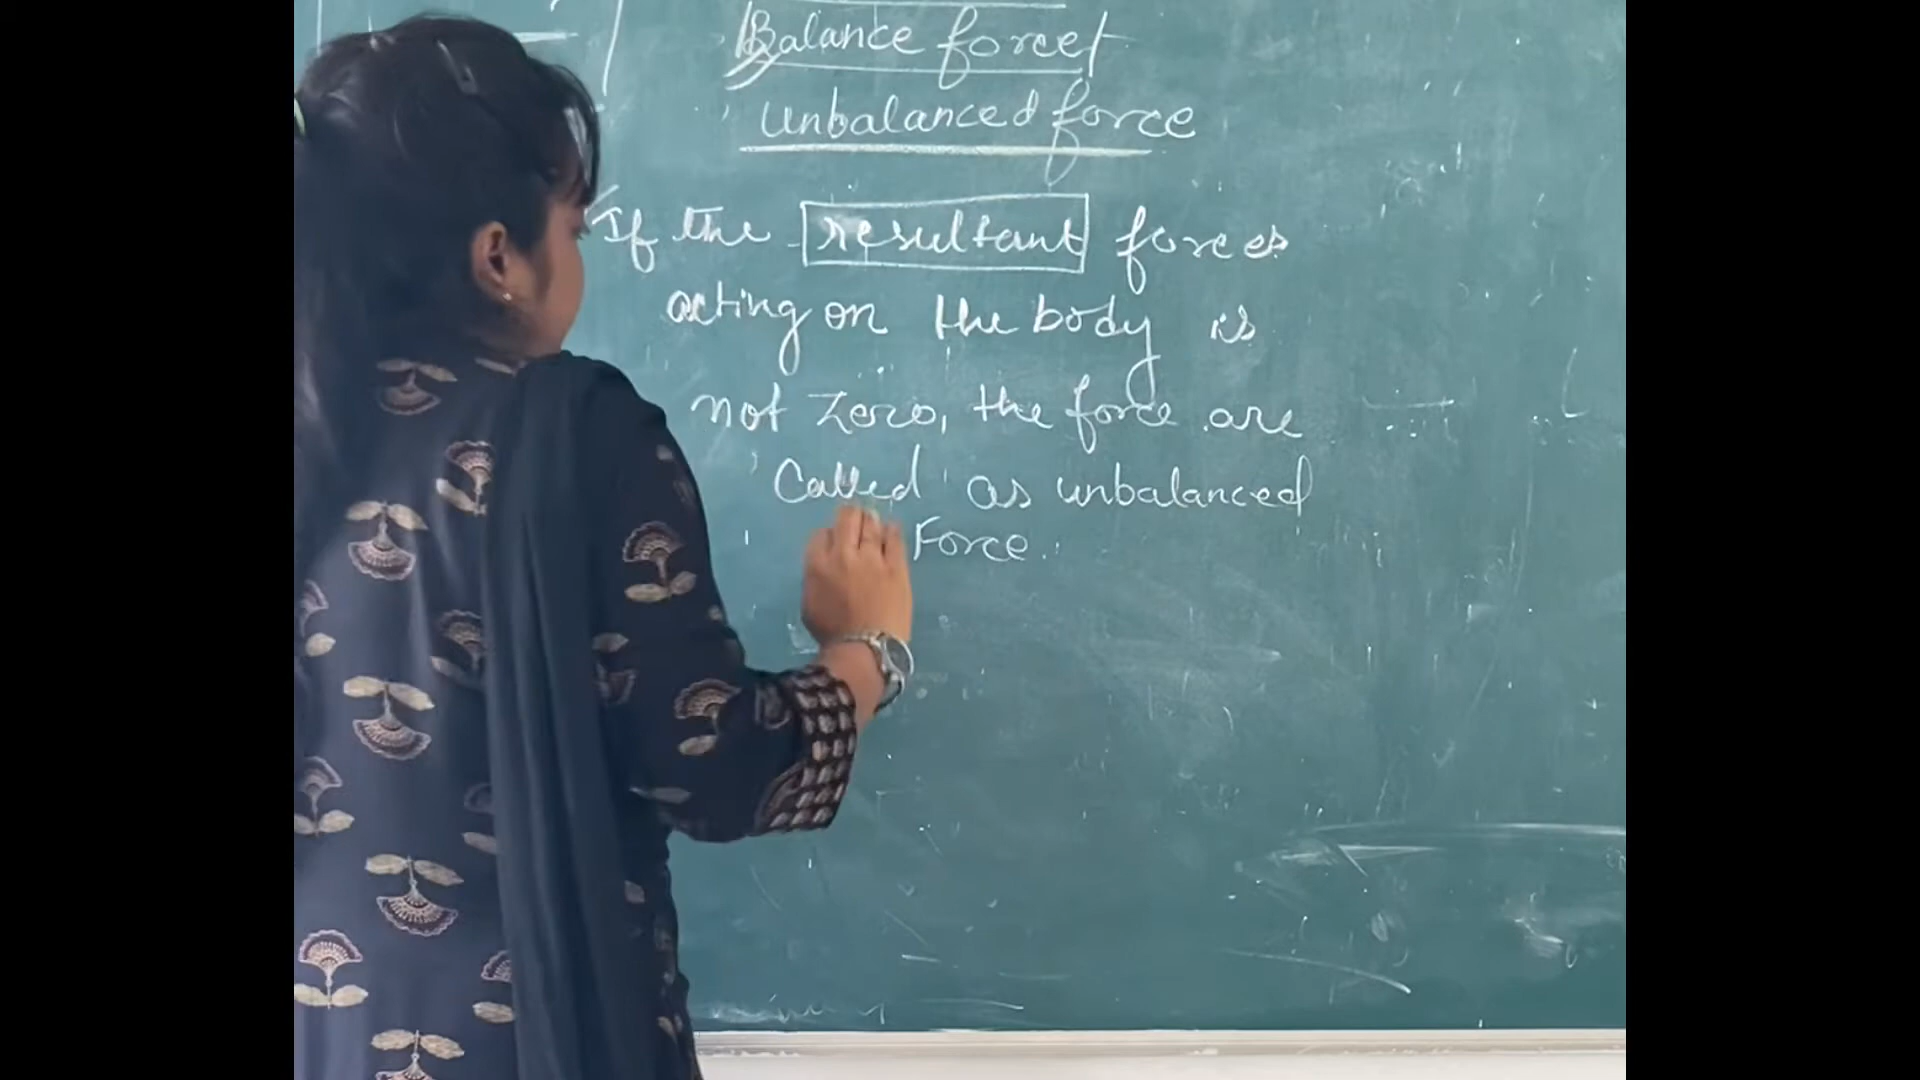 Balance force
Unbalanced force
If the resultant forces
acting on the body is
not zero, the force are
Called as unbalanced
Force.